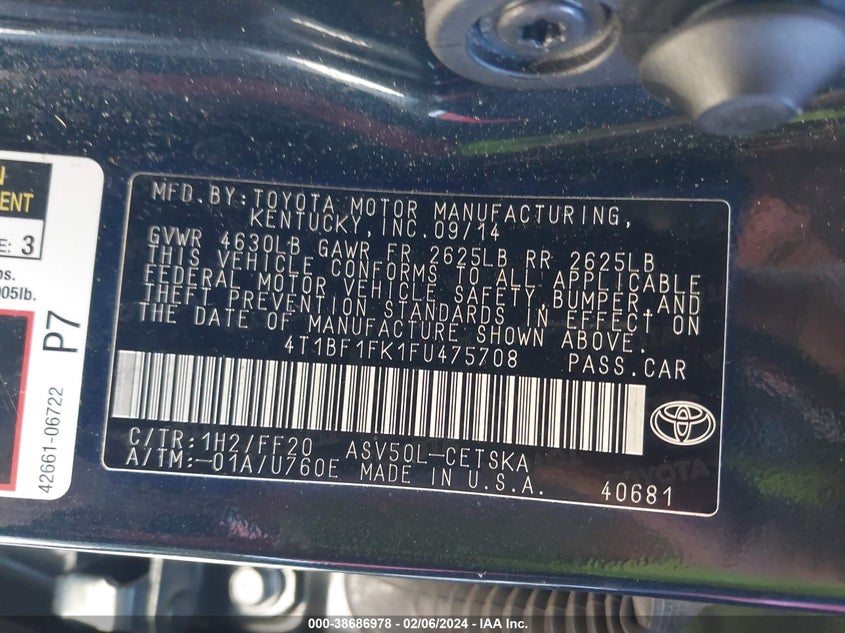 MFD. BY: TOYOTA MOTOR MANUFACTURING,
KENTUCKY, INC. 09/14
GVWR 4630LB GAWR FR 2625LB RR 2625LB
THIS VEHICLE CONFORMS TO ALL APPLICABLE
FEDERAL MOTOR VEHICLE SAFETY, BUMPER, AND
THEFT PREVENTION STANDARDS IN EFFECT ON
THE DATE OF MANUFACTURE SHOWN ABOVE.
4T1BF1FK1FU475708 PASS.CAR
C/TR: 1H2/FF20 ASV50L-CETSKA
A/TM:-01A/U760E MADE IN U.S.A. 40681
E: 3
05lb.
P7
42661-06722
000-38686978 - 02/06/2024 - IAA Inc.